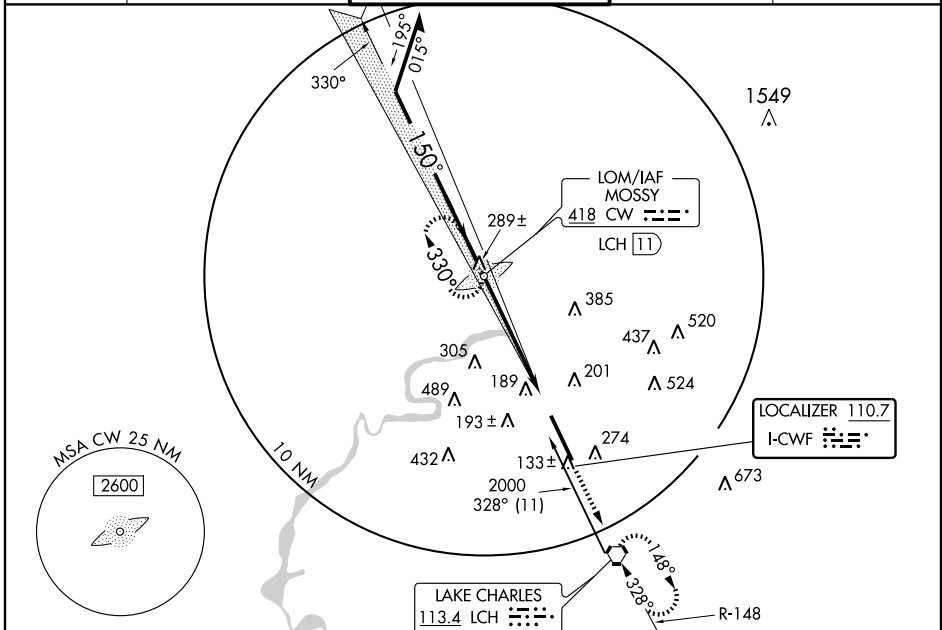 195°
015°
330°
1549
150°
LOM/IAF
MOSSY
418 CW
289±
LCH 11
330°
385
520
437
305
201
524
489
189
LOCALIZER 110.7
I-CWF
193±
274
MSA CW 25 NM
10 NM
432
133±
673
2600
2000
328° (11)
148°
328°
LAKE CHARLES
113.4 LCH
R-148